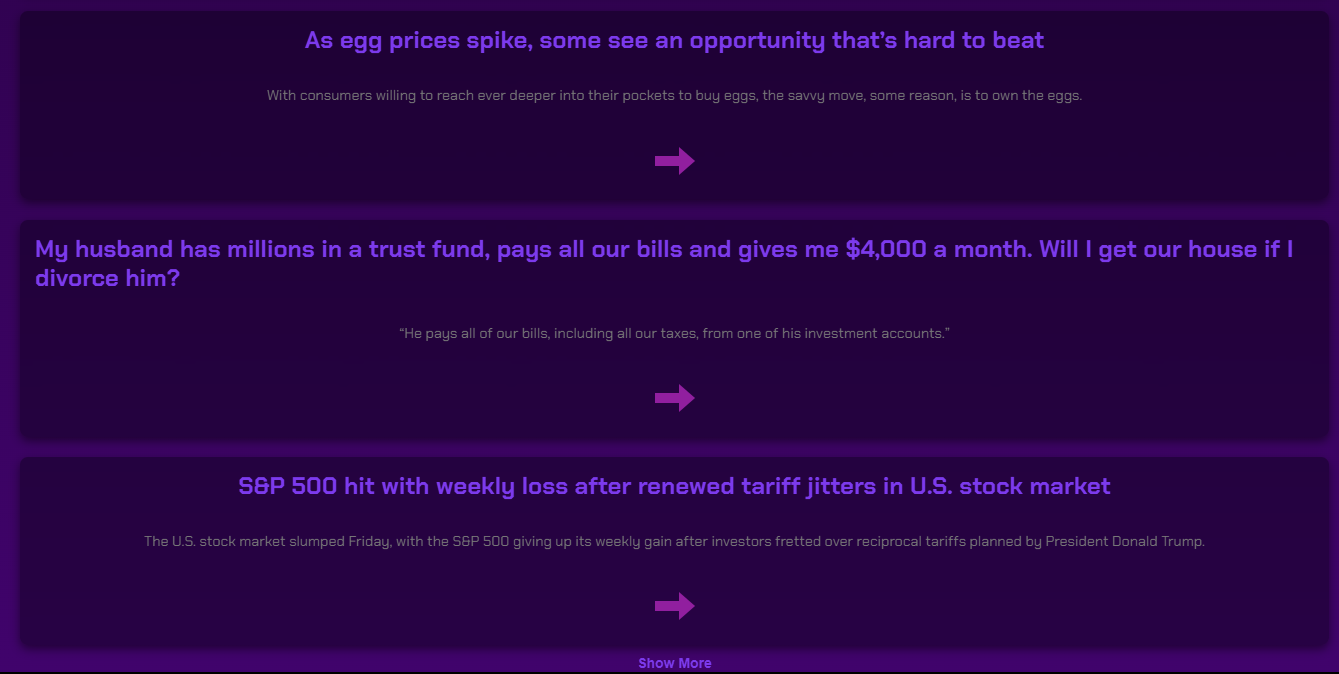 As egg prices spike, some see an opportunity that’s hard to beat
With consumers willing to reach ever deeper into their pockets to buy eggs, the savvy move, some reason, is to own the eggs.
My husband has millions in a trust fund, pays all our bills and gives me $4,000 a month. Will I get our house if I
divorce him?
“He pays all of our bills, including all our taxes, from one of his investment accounts.”
S&P 500 hit with weekly loss after renewed tariff jitters in U.S. stock market
The U.S. stock market slumped Friday, with the S&P 500 giving up its weekly gain after investors fretted over reciprocal tariffs planned by President Donald Trump.
Show More